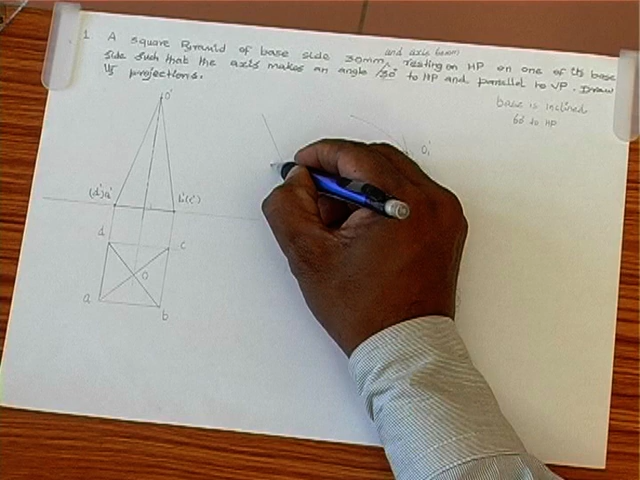 1. A square Pyramid of base side 30mm, and axis 60mm resting on HP on one of its base
side such that the axis makes an angle 30° to HP and parallel to VP. Draw
its projections.
base is inclined
60° to HP
o'
o₁'
(d')a'
b'(c')
d
c
o
a
b